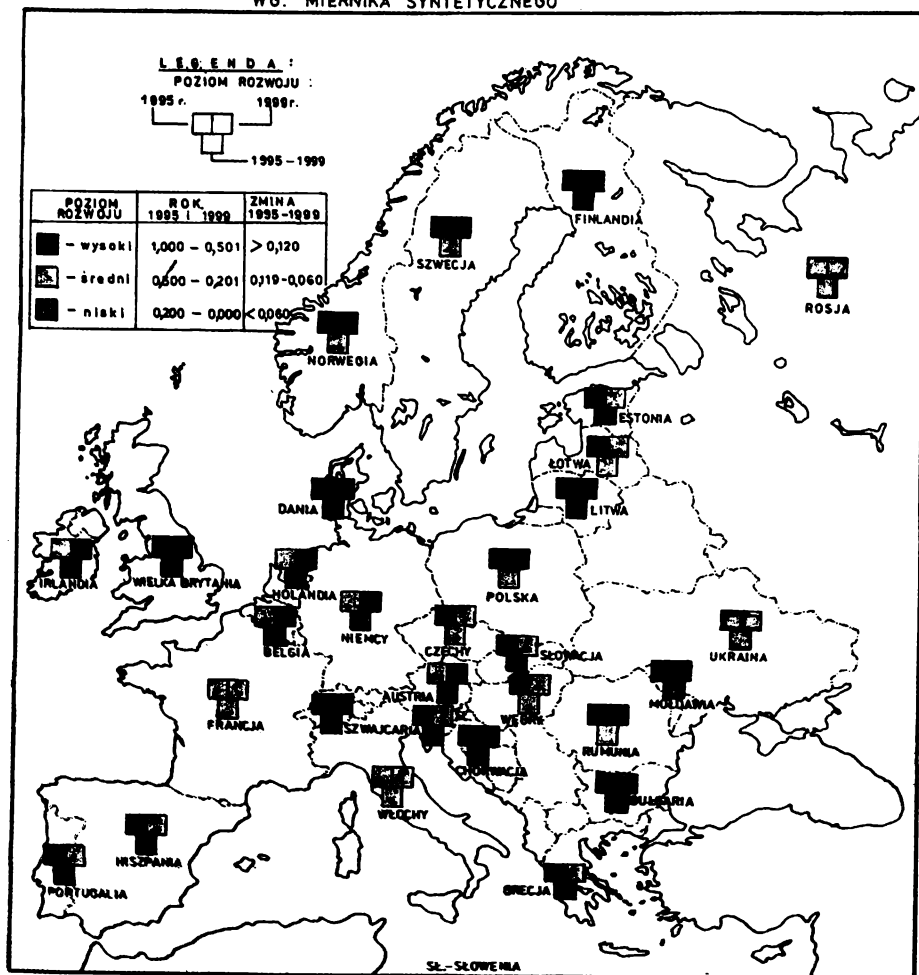 WG. MIERNIKA SYNTETYCZNEGO
LEGENDA:
POZIOM ROZWOJU:
1995 r. 1999 r.
1995-1999
POZIOM ROZWOJU ROK 1995 i 1999 ZMINA 1995-1999
- wysoki 1,000 - 0,501 > 0,120
- średni 0,500 - 0,201 0,119-0,060
- niski 0,200 - 0,000 < 0,060
FINLANDIA
SZWECJA
ROSJA
NORWEGIA
ESTONIA
ŁOTWA
LITWA
DANIA
IRLANDIA
WIELKA BRYTANIA
HOLANDIA
POLSKA
BELGIA
NIEMCY
CZECHY
SŁOWACJA
UKRAINA
AUSTRIA
MOŁDAWIA
FRANCJA
SZWAJCARIA
SŁ.
WĘGRY
RUMUNIA
CHORWACJA
BUŁGARIA
WŁOCHY
HISZPANIA
PORTUGALIA
GRECJA
SŁ.-SŁOWENIA